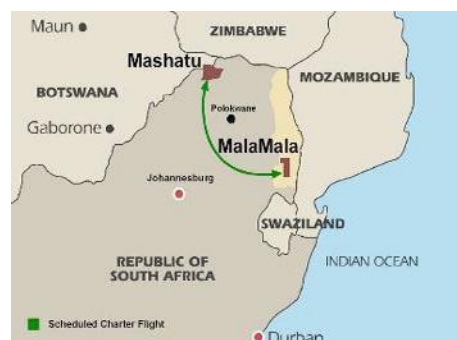 Maun
ZIMBABWE
Mashatu
MOZAMBIQUE
BOTSWANA
Polokwane
Gaborone
MalaMala
Johannesburg
SWAZILAND
REPUBLIC OF
SOUTH AFRICA
INDIAN OCEAN
Scheduled Charter Flight
Durban